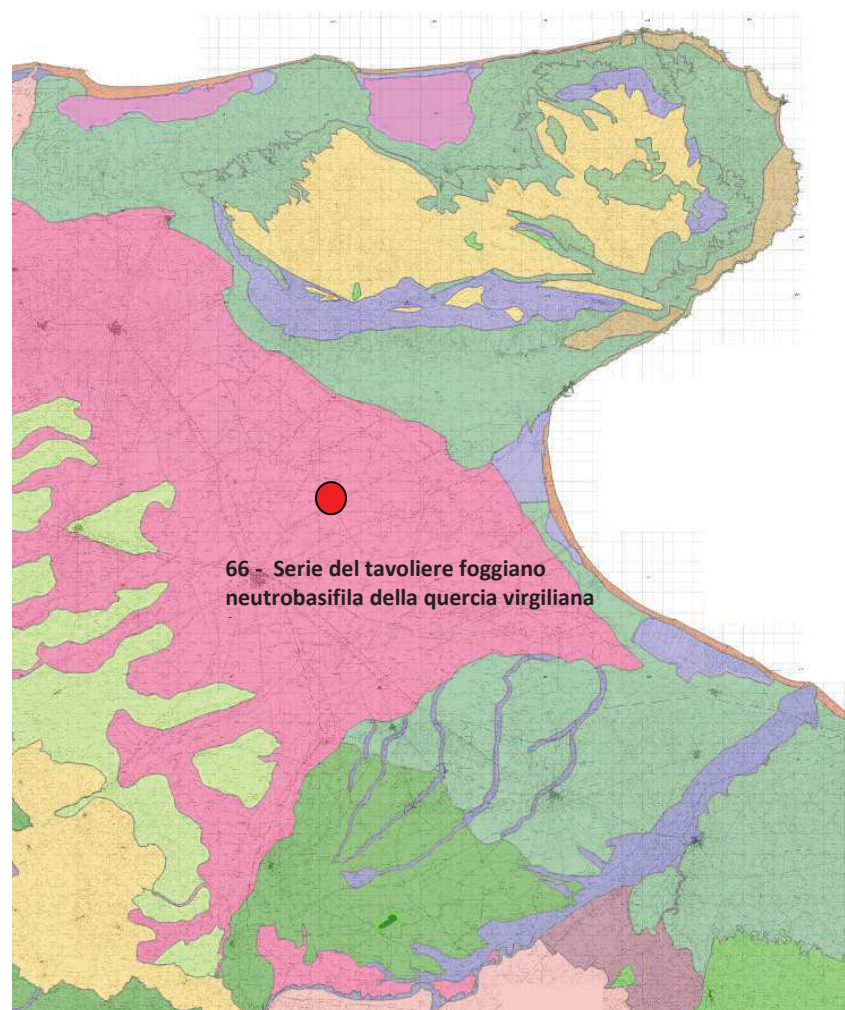 66 - Serie del tavoliere foggiano
neutrobasifila della quercia virgiliana